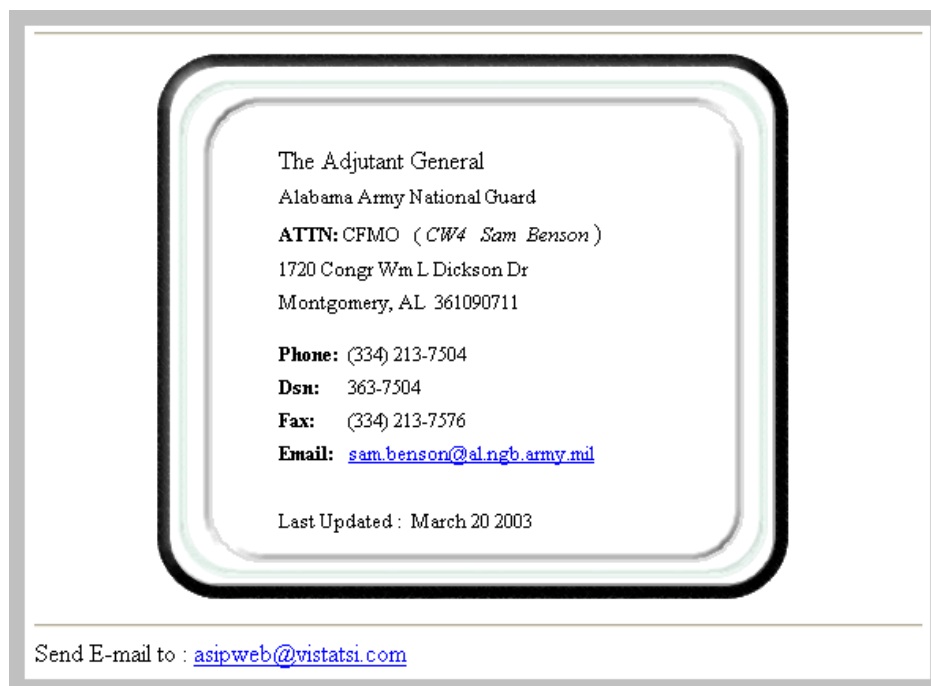 The Adjutant General
Alabama Army National Guard
ATTN: CFMO ( CW4 Sam Benson )
1720 Congr Wm L Dickson Dr
Montgomery, AL 361090711
Phone: (334) 213-7504
Dsn: 363-7504
Fax: (334) 213-7576
Email: sam.benson@al.ngb.army.mil
Last Updated : March 20 2003
Send E-mail to : asipweb@vistatsi.com